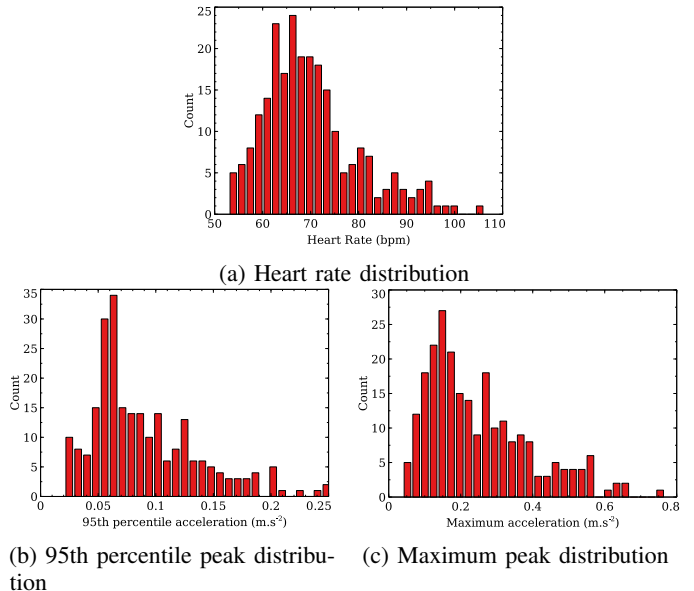 25
20
15
10
5
0
Count
50 60 70 80 90 100 110
Heart Rate (bpm)
(a) Heart rate distribution
35
30
25
20
15
10
5
0
Count
0 0.05 0.1 0.15 0.2 0.25
95th percentile acceleration (m.s⁻²)
(b) 95th percentile peak distribu-
tion
30
25
20
15
10
5
0
Count
0 0.2 0.4 0.6 0.8
Maximum acceleration (m.s⁻²)
(c) Maximum peak distribution